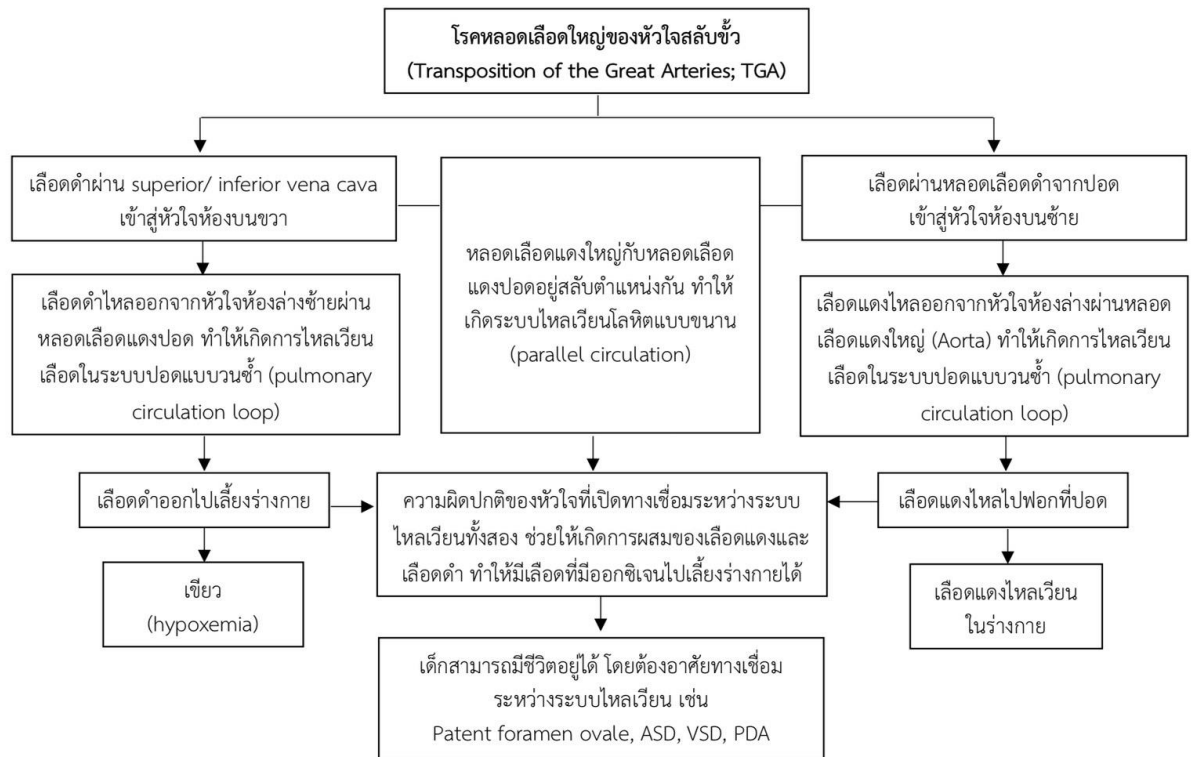 โรคหลอดเลือดใหญ่ของหัวใจสลับขั้ว
(Transposition of the Great Arteries; TGA)
เลือดดำผ่าน superior/ inferior vena cava
เข้าสู่หัวใจห้องบนขวา
หลอดเลือดแดงใหญ่กับหลอดเลือด
แดงปอดอยู่สลับตำแหน่งกัน ทำให้
เกิดระบบไหลเวียนโลหิตแบบขนาน
(parallel circulation)
เลือดผ่านหลอดเลือดดำจากปอด
เข้าสู่หัวใจห้องบนซ้าย
เลือดดำไหลออกจากหัวใจห้องล่างซ้ายผ่าน
หลอดเลือดแดงปอด ทำให้เกิดการไหลเวียน
เลือดในระบบปอดแบบวนซ้ำ (pulmonary
circulation loop)
เลือดแดงไหลออกจากหัวใจห้องล่างผ่านหลอด
เลือดแดงใหญ่ (Aorta) ทำให้เกิดการไหลเวียน
เลือดในระบบปอดแบบวนซ้ำ (pulmonary
circulation loop)
เลือดดำออกไปเลี้ยงร่างกาย
ความผิดปกติของหัวใจที่เปิดทางเชื่อมระหว่างระบบ
ไหลเวียนทั้งสอง ช่วยให้เกิดการผสมของเลือดแดงและ
เลือดดำ ทำให้มีเลือดที่มีออกซิเจนไปเลี้ยงร่างกายได้
เลือดแดงไหลไปฟอกที่ปอด
เขียว
(hypoxemia)
เลือดแดงไหลเวียน
ในร่างกาย
เด็กสามารถมีชีวิตอยู่ได้ โดยต้องอาศัยทางเชื่อม
ระหว่างระบบไหลเวียน เช่น
Patent foramen ovale, ASD, VSD, PDA